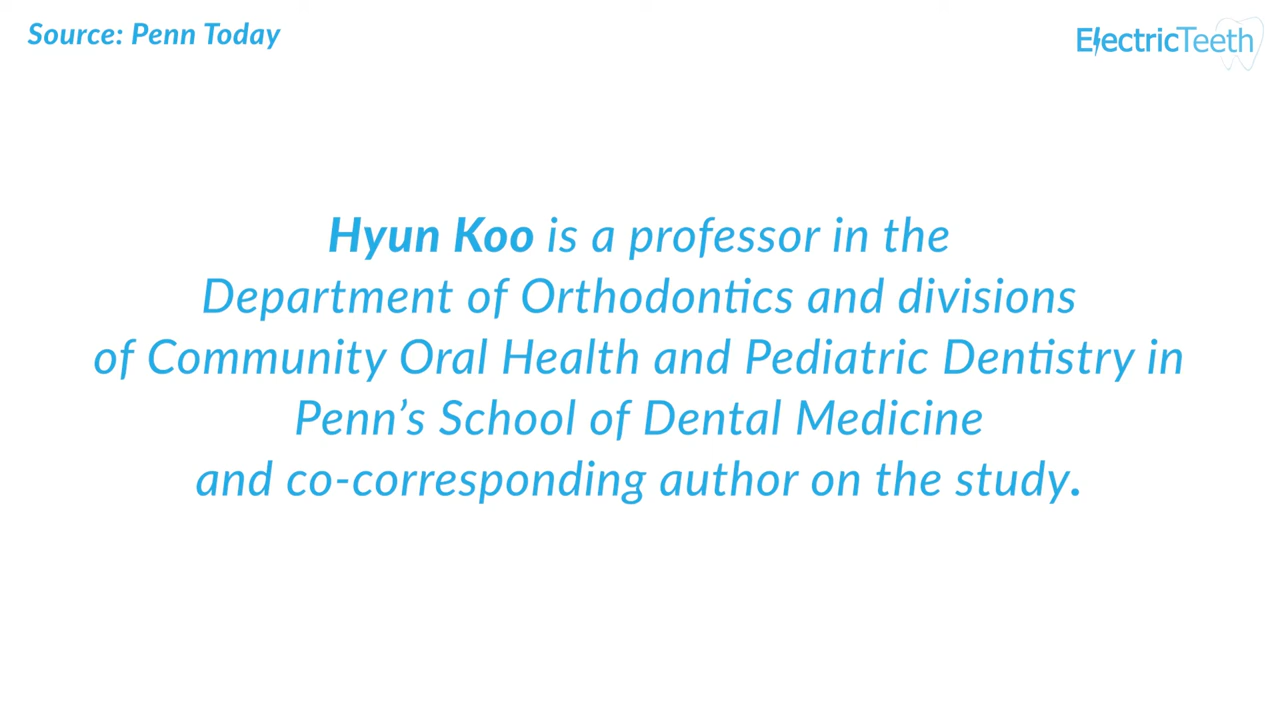 Source: Penn Today
ElectricTeeth
Hyun Koo is a professor in the
Department of Orthodontics and divisions
of Community Oral Health and Pediatric Dentistry in
Penn’s School of Dental Medicine
and co-corresponding author on the study.